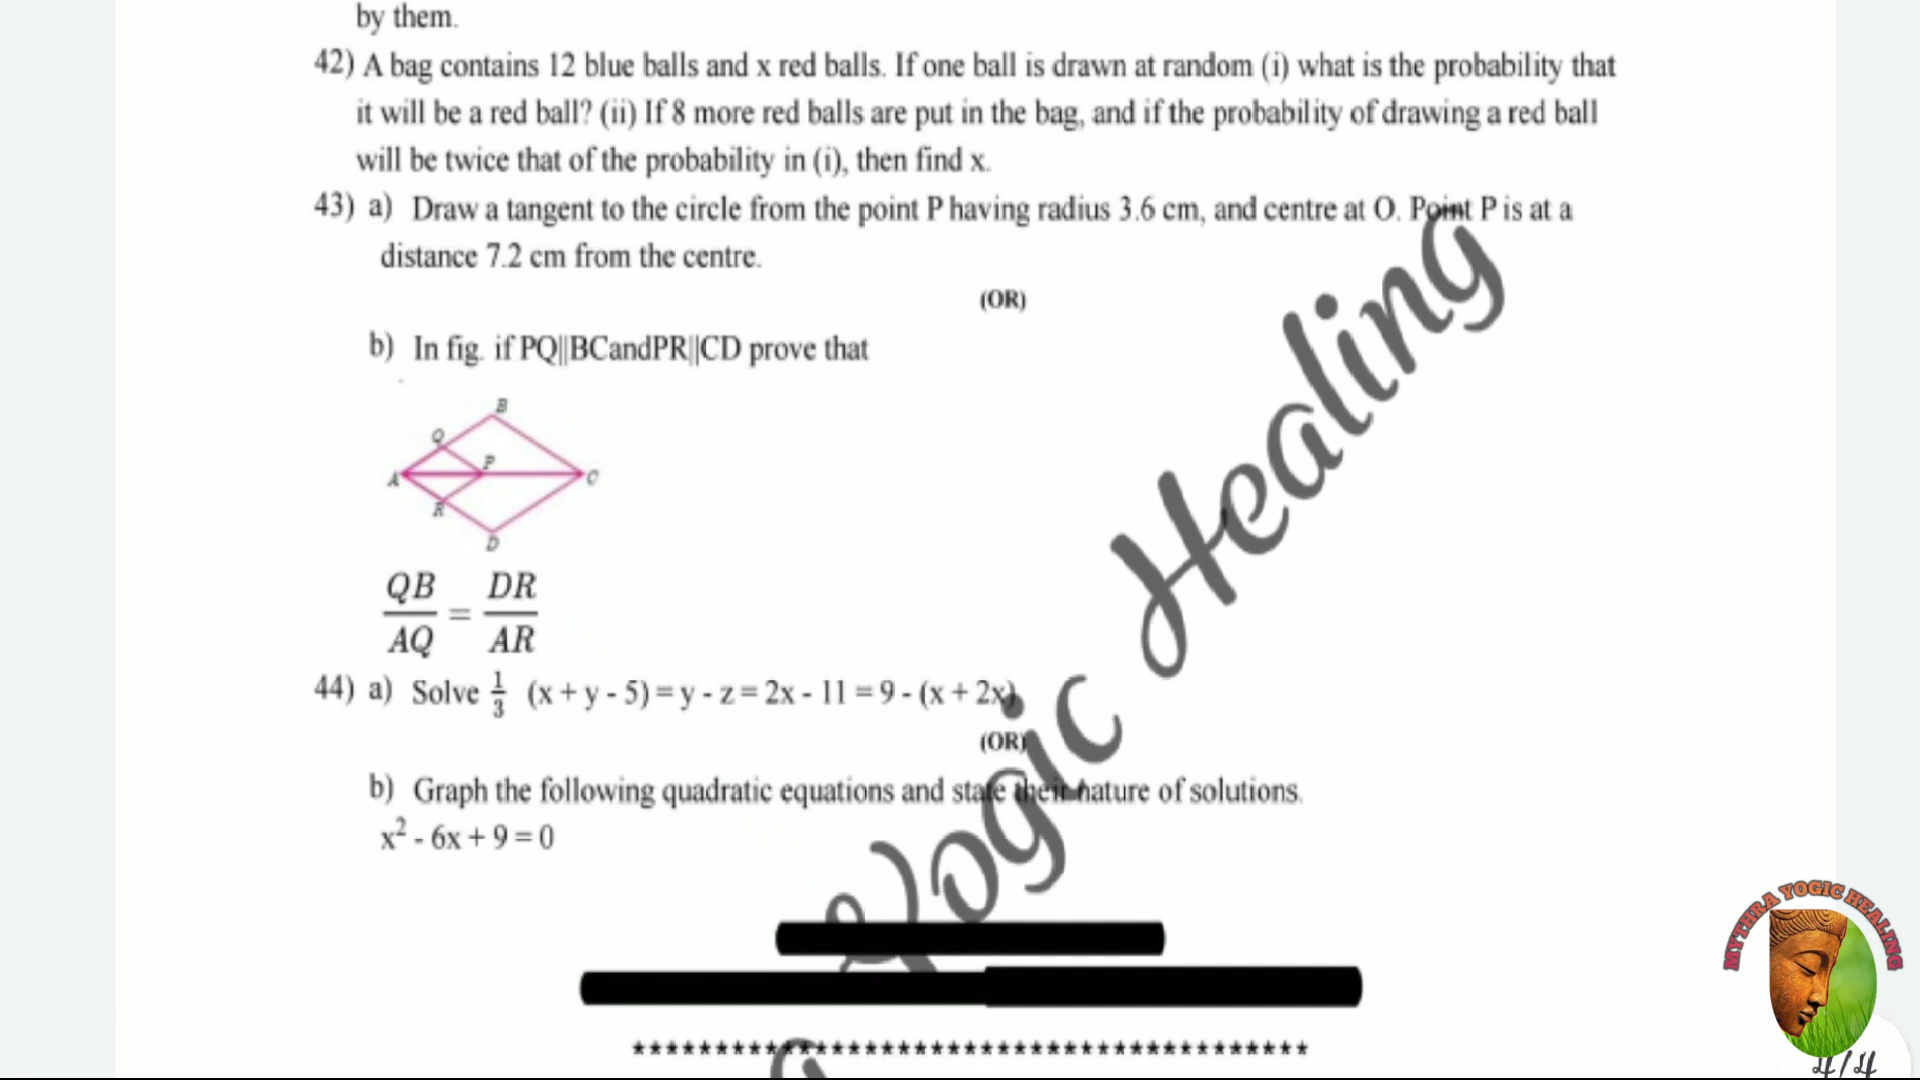 by them.
42) A bag contains 12 blue balls and x red balls. If one ball is drawn at random (i) what is the probability that
it will be a red ball? (ii) If 8 more red balls are put in the bag, and if the probability of drawing a red ball
will be twice that of the probability in (i), then find x.
43) a) Draw a tangent to the circle from the point P having radius 3.6 cm, and centre at O. Point P is at a
distance 7.2 cm from the centre.
(OR)
b) In fig. if PQ||BCandPR||CD prove that
B
Q
P
A
C
R
D
QB/AQ = DR/AR
44) a) Solve 1/3 (x + y - 5) = y - z = 2x - 11 = 9 - (x + 2x)
(OR)
b) Graph the following quadratic equations and state their nature of solutions.
x² - 6x + 9 = 0
Yogic Healing
MYTHRA YOGIC HEALING
******************************************
4/4